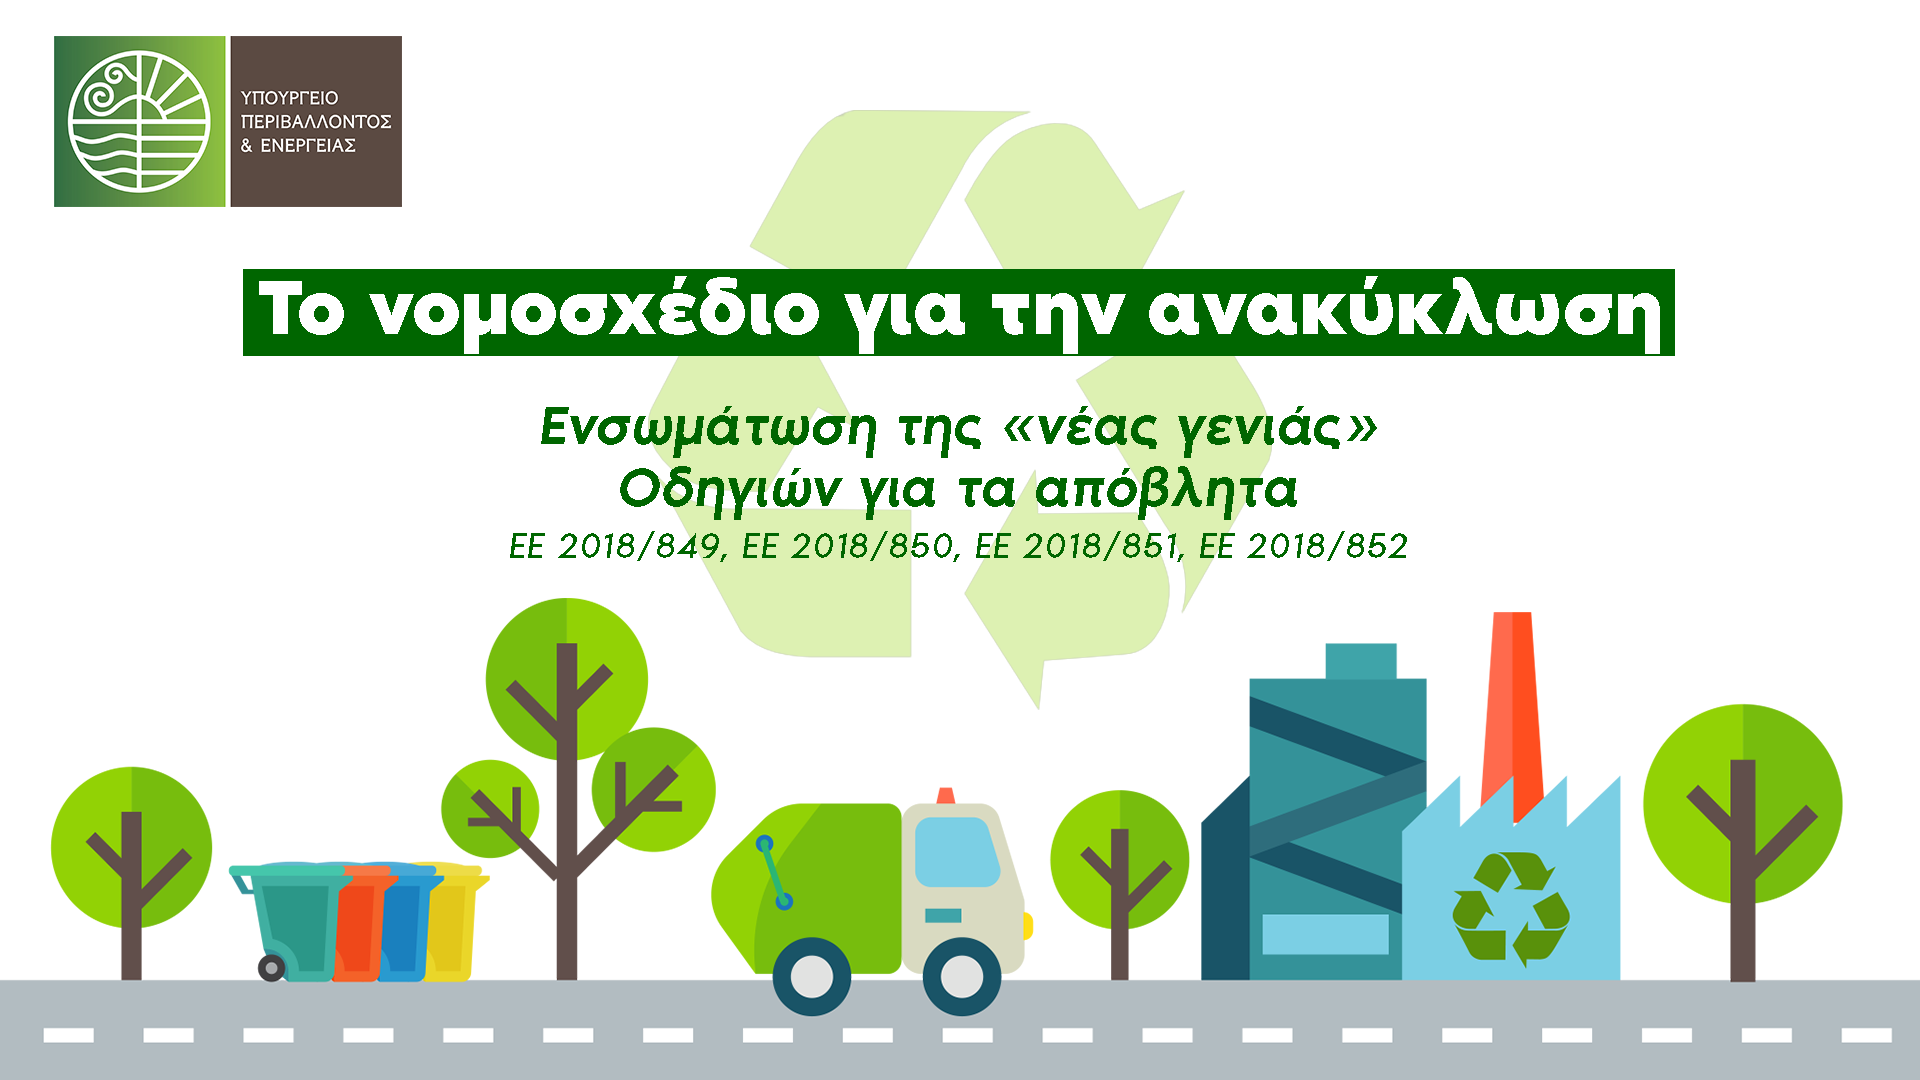 ΥΠΟΥΡΓΕΙΟ
ΠΕΡΙΒΑΛΛΟΝΤΟΣ
& ΕΝΕΡΓΕΙΑΣ
Το νομοσχέδιο για την ανακύκλωση
Ενσωμάτωση της «νέας γενιάς»
Οδηγιών για τα απόβλητα
ΕΕ 2018/849, ΕΕ 2018/850, ΕΕ 2018/851, ΕΕ 2018/852